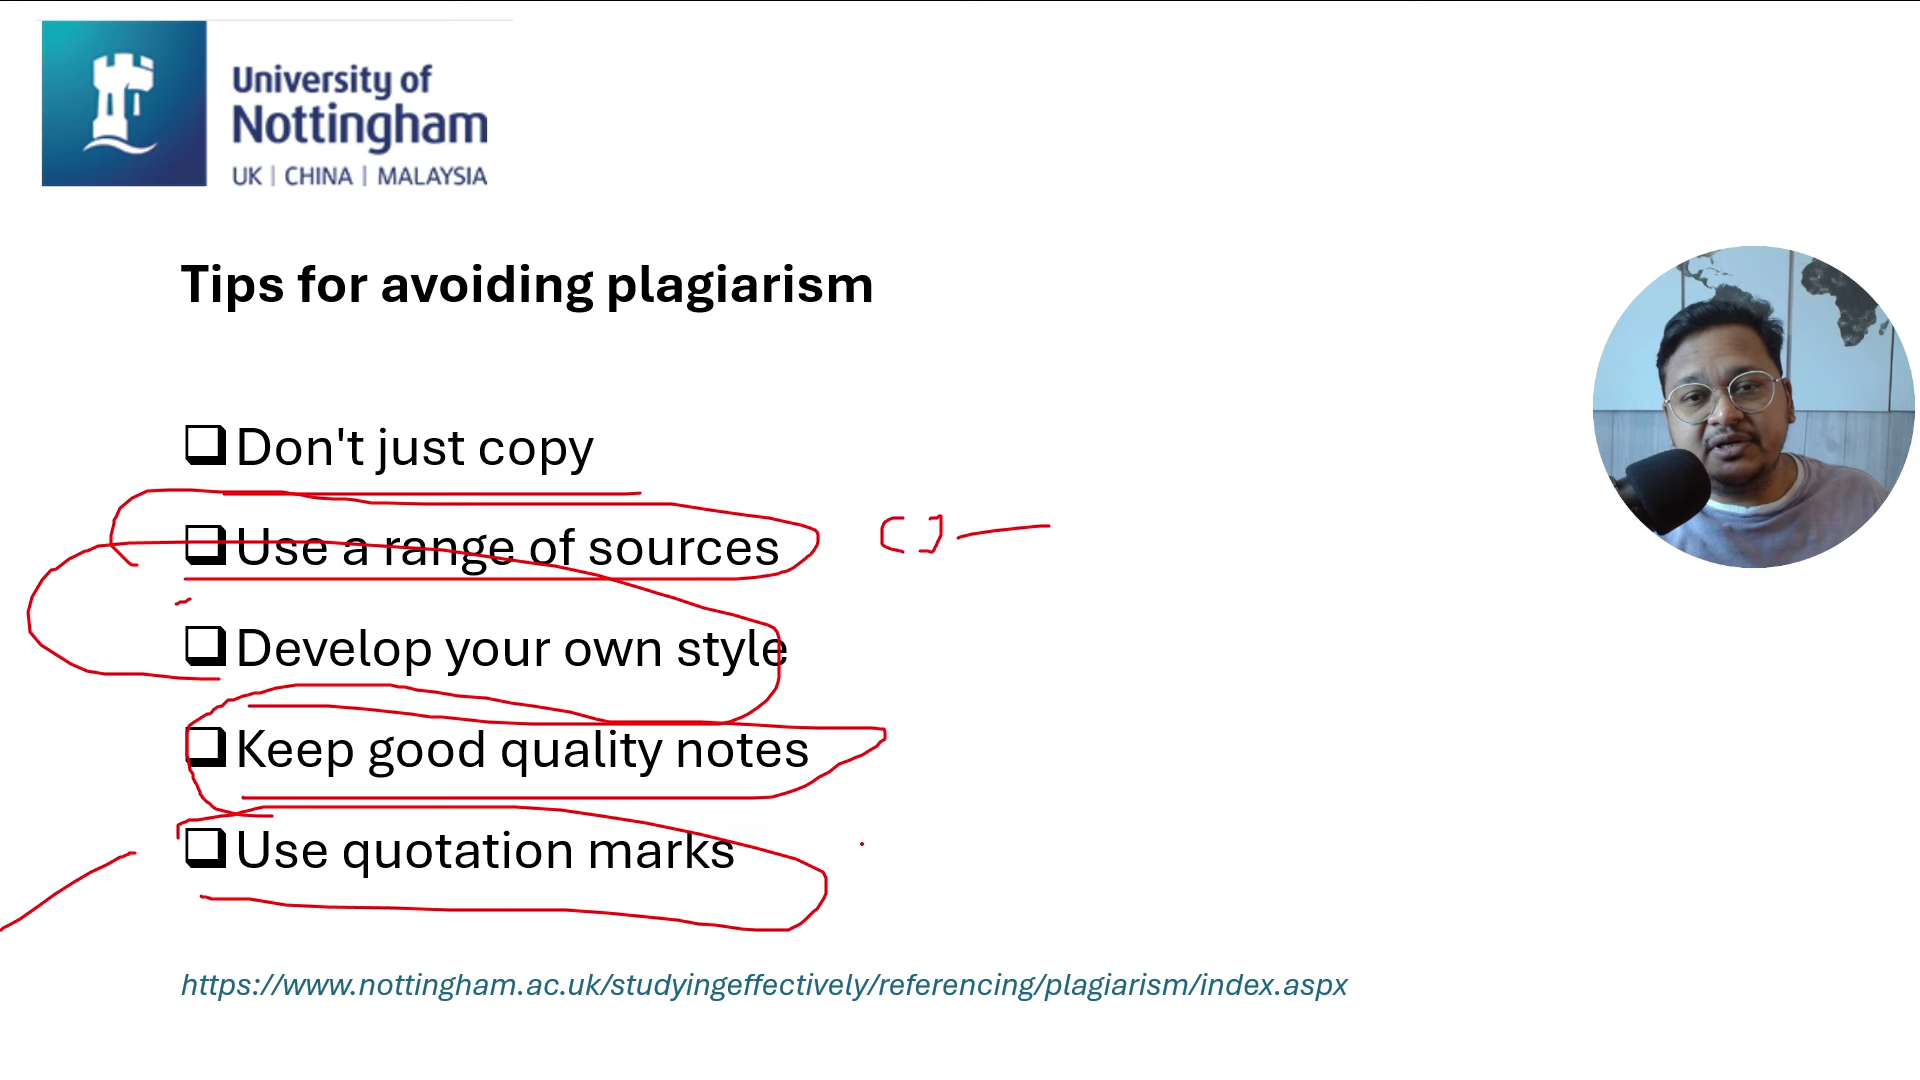 University of
Nottingham
UK | CHINA | MALAYSIA
Tips for avoiding plagiarism
Don't just copy
Use a range of sources
[ ] —
Develop your own style
Keep good quality notes
Use quotation marks
https://www.nottingham.ac.uk/studyingeffectively/referencing/plagiarism/index.aspx